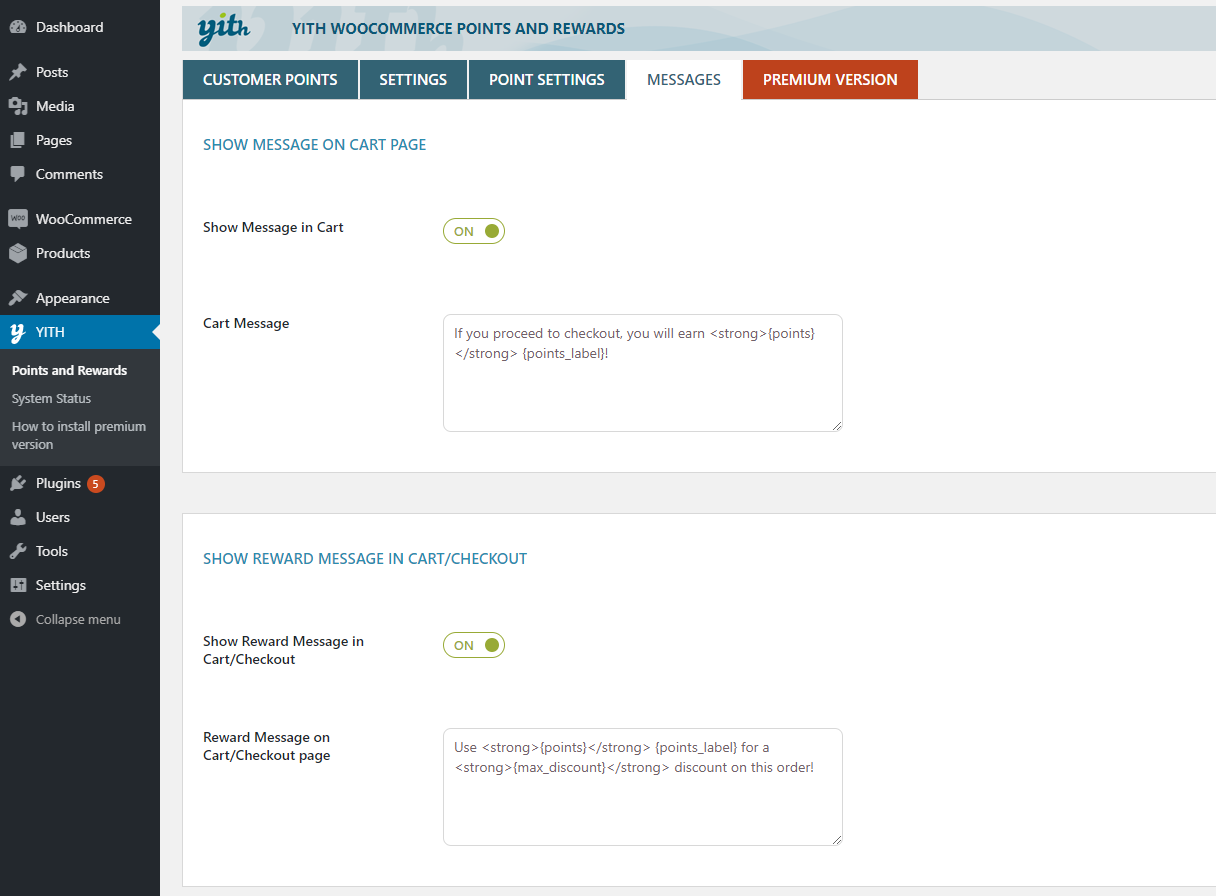 Dashboard
Posts
Media
Pages
Comments
WOO WooCommerce
Products
Appearance
YITH
Points and Rewards
System Status
How to install premium
version
Plugins 5
Users
Tools
Settings
Collapse menu
yith YITH WOOCOMMERCE POINTS AND REWARDS
CUSTOMER POINTS SETTINGS POINT SETTINGS MESSAGES PREMIUM VERSION
SHOW MESSAGE ON CART PAGE
Show Message in Cart ON
Cart Message
If you proceed to checkout, you will earn <strong>{points}
</strong> {points_label}!
SHOW REWARD MESSAGE IN CART/CHECKOUT
Show Reward Message in
Cart/Checkout
ON
Reward Message on
Cart/Checkout page
Use <strong>{points}</strong> {points_label} for a
<strong>{max_discount}</strong> discount on this order!